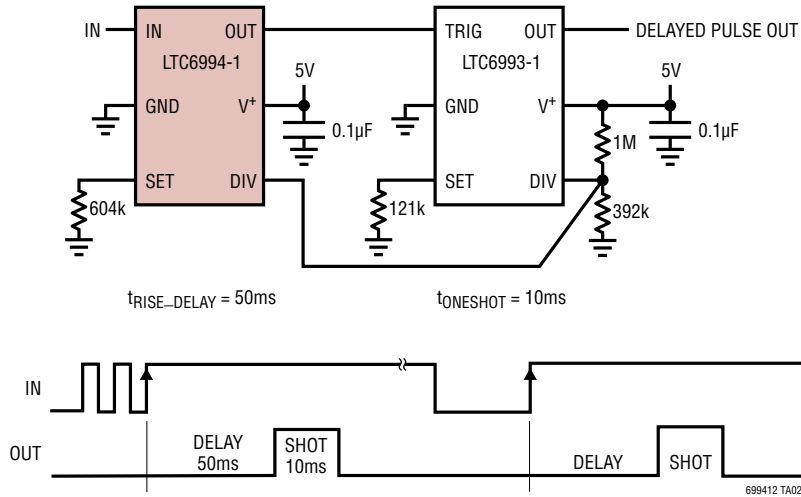 IN
IN
OUT
LTC6994-1
GND
V+
SET
DIV
5V
0.1µF
604k
TRIG
OUT
LTC6993-1
GND
V+
SET
DIV
DELAYED PULSE OUT
5V
1M
0.1µF
121k
392k
tRISE_DELAY = 50ms
tONESHOT = 10ms
IN
OUT
DELAY
50ms
SHOT
10ms
DELAY
SHOT
699412 TA02